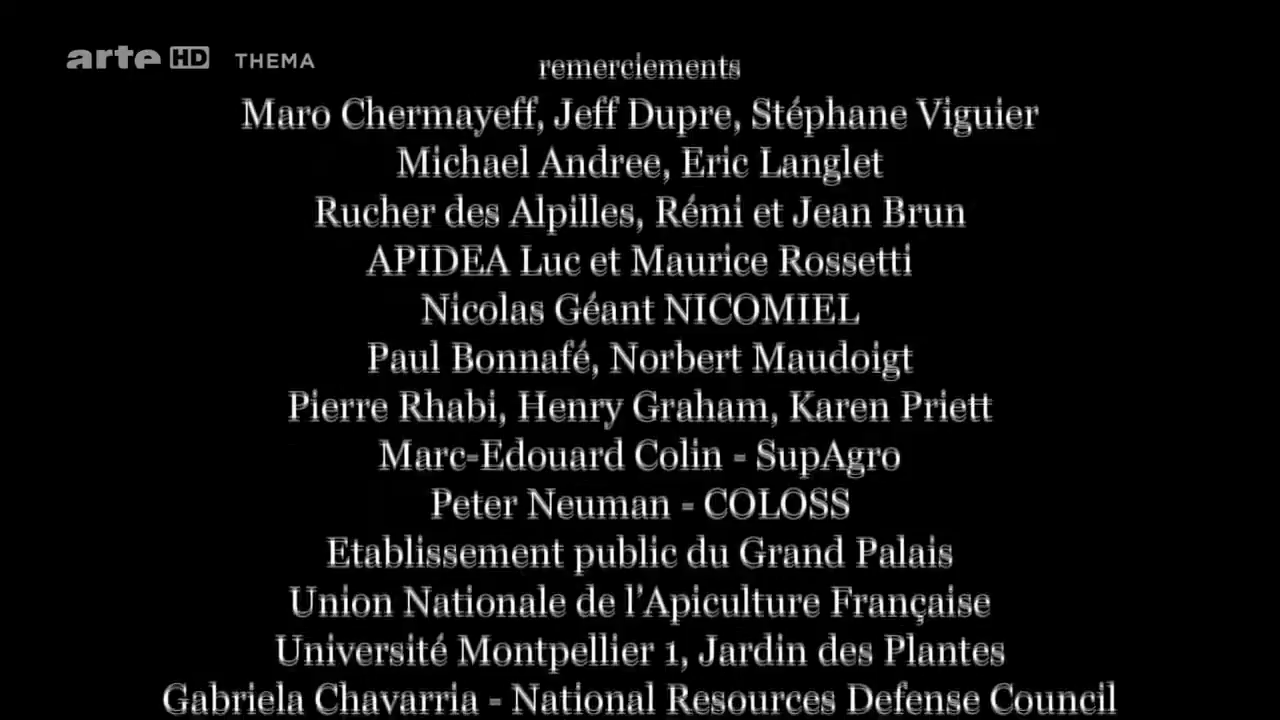 arte HD THEMA
remerciements
Maro Chermayeff, Jeff Dupre, Stéphane Viguier
Michael Andree, Eric Langlet
Rucher des Alpilles, Rémi et Jean Brun
APIDEA Luc et Maurice Rossetti
Nicolas Géant NICOMIEL
Paul Bonnafé, Norbert Maudoigt
Pierre Rhabi, Henry Graham, Karen Priett
Marc-Edouard Colin - SupAgro
Peter Neuman - COLOSS
Etablissement public du Grand Palais
Union Nationale de l’Apiculture Française
Université Montpellier 1, Jardin des Plantes
Gabriela Chavarria - National Resources Defense Council